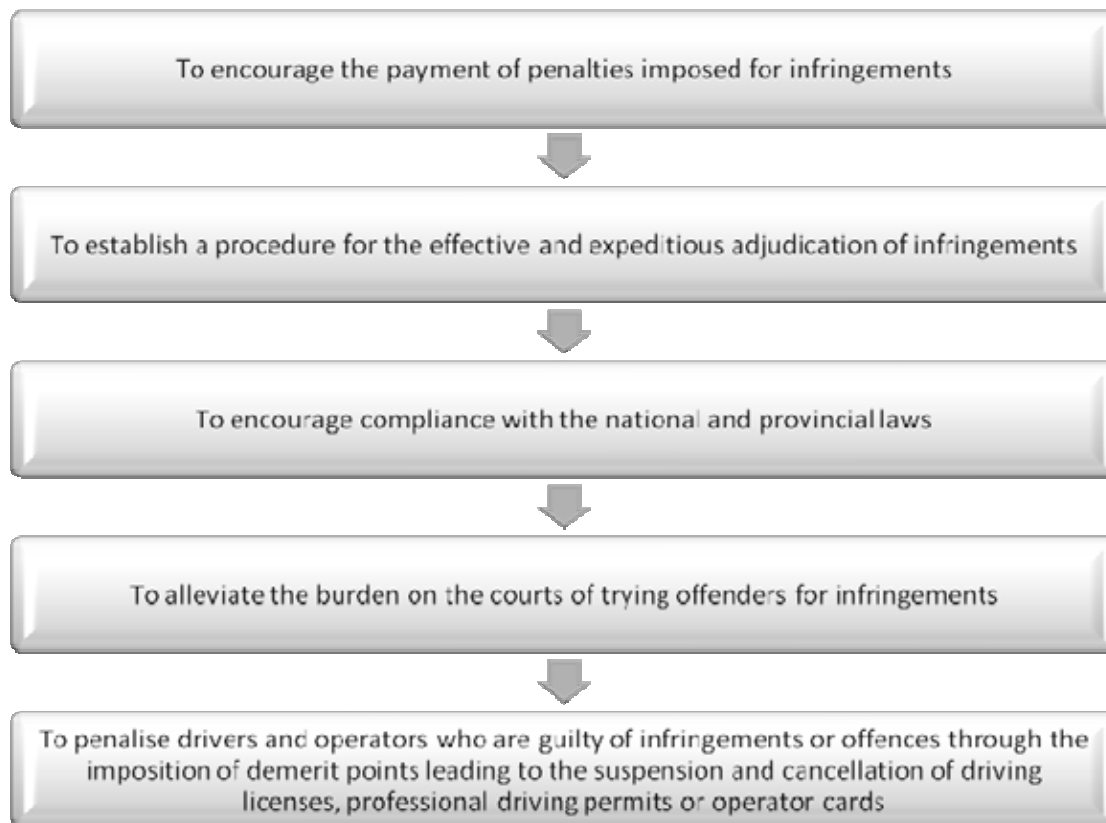 To encourage the payment of penalties imposed for infringements
To establish a procedure for the effective and expeditious adjudication of infringements
To encourage compliance with the national and provincial laws
To alleviate the burden on the courts of trying offenders for infringements
To penalise drivers and operators who are guilty of infringements or offences through the
imposition of demerit points leading to the suspension and cancellation of driving
licenses, professional driving permits or operator cards